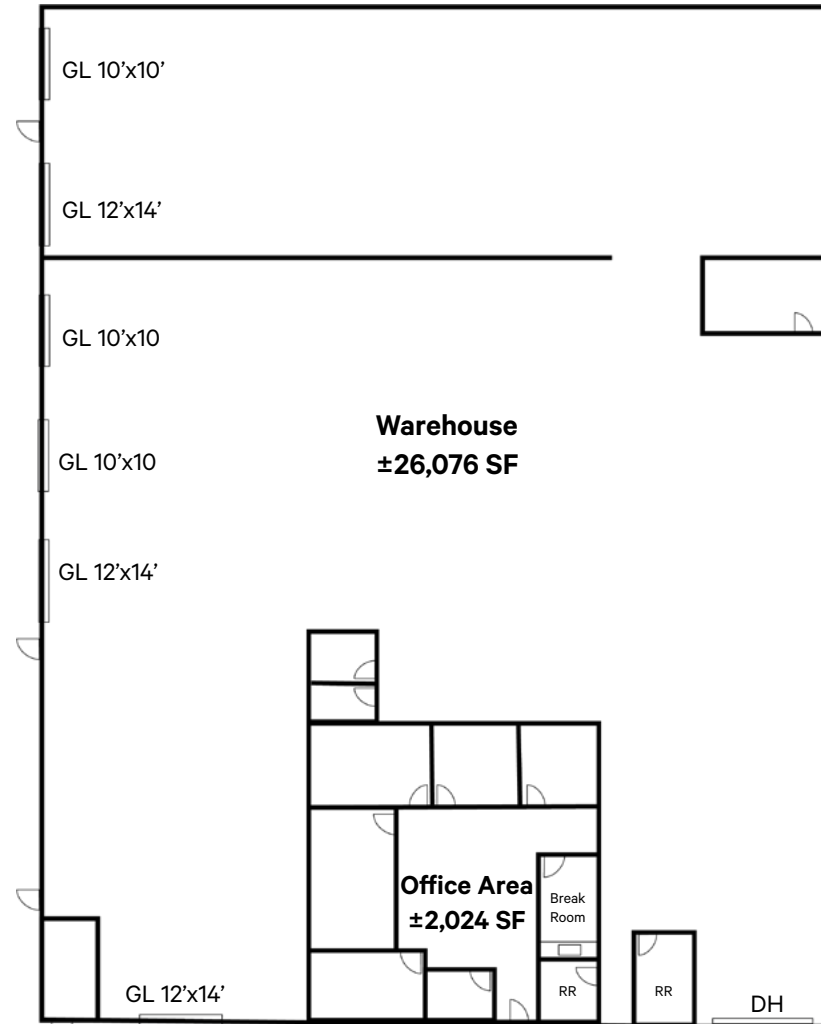 GL 10’x10’
GL 12’x14’
GL 10’x10
Warehouse
±26,076 SF
GL 10’x10
GL 12’x14’
Office Area
±2,024 SF
Break
Room
RR
RR
GL 12’x14’
DH